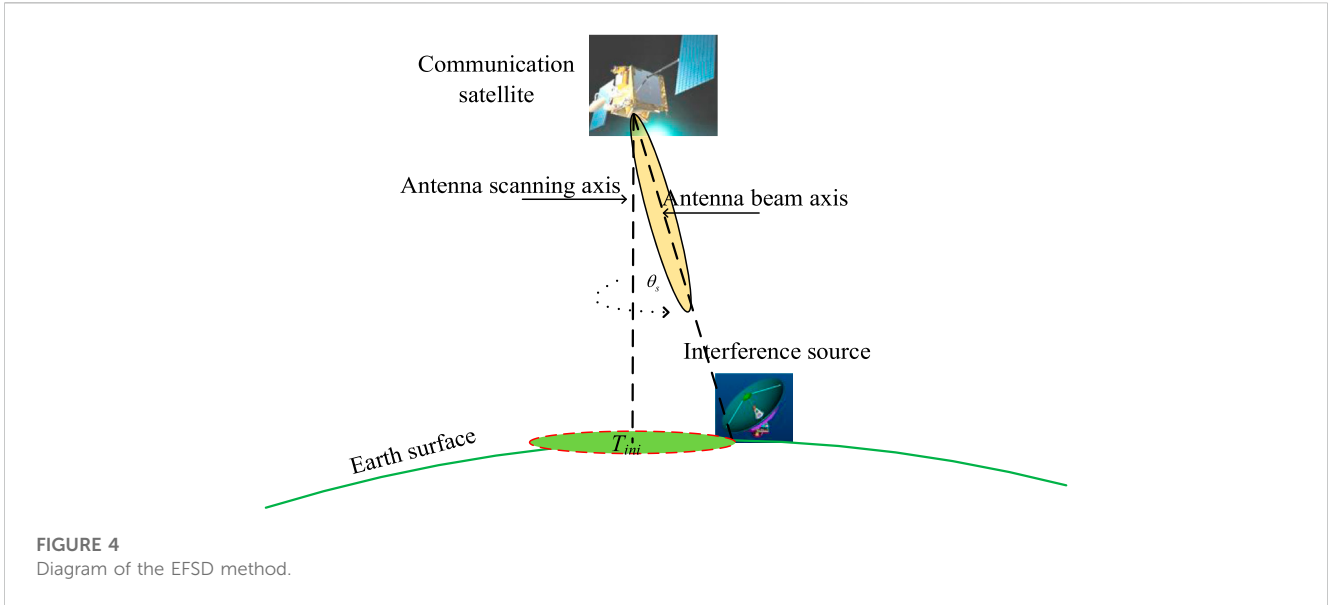 Communication
satellite
Antenna scanning axis
Antenna beam axis
θs
Interference source
Earth surface
Tini
FIGURE 4
Diagram of the EFSD method.